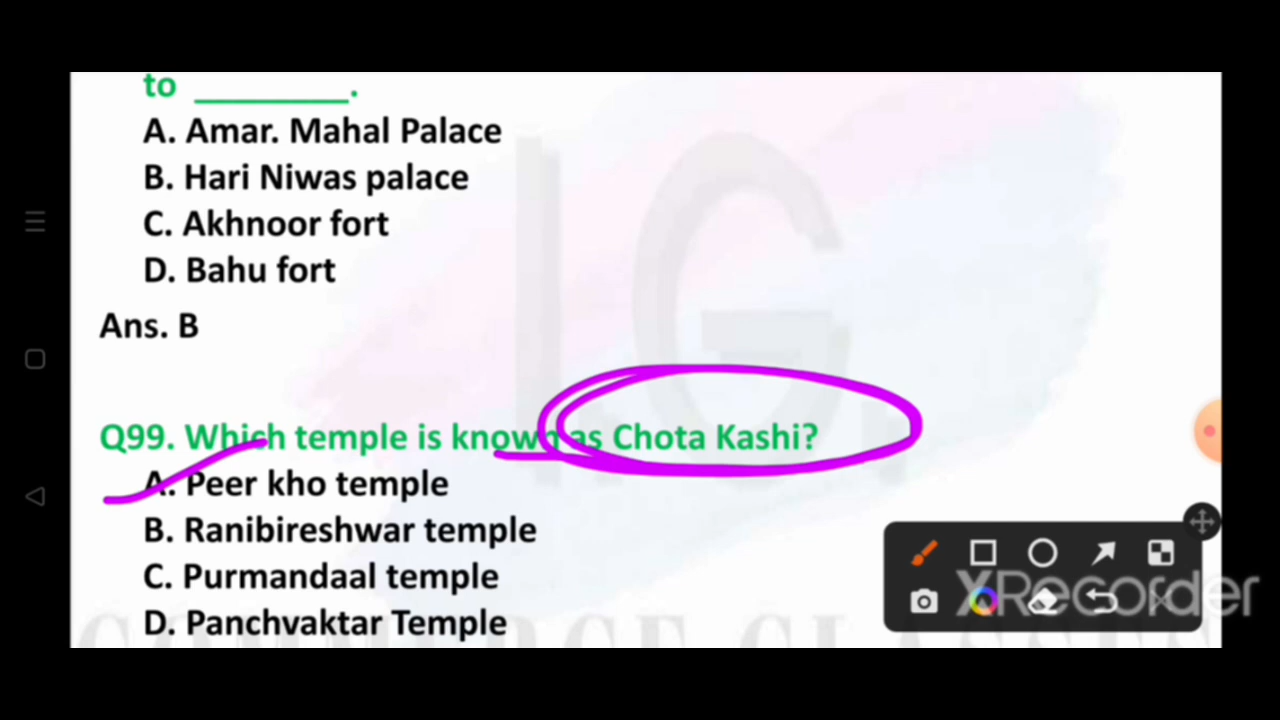 to ________.
A. Amar. Mahal Palace
B. Hari Niwas palace
C. Akhnoor fort
D. Bahu fort
Ans. B
Q99. Which temple is known as Chota Kashi?
A. Peer kho temple
B. Ranibireshwar temple
C. Purmandaal temple
D. Panchvaktar Temple
I.G.
XRecorder